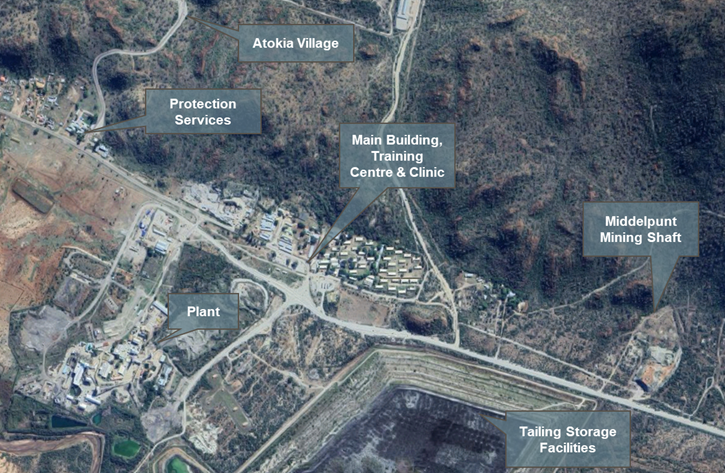 Atokia Village
Protection
Services
Main Building,
Training
Centre & Clinic
Middelpunt
Mining Shaft
Plant
Tailing Storage
Facilities